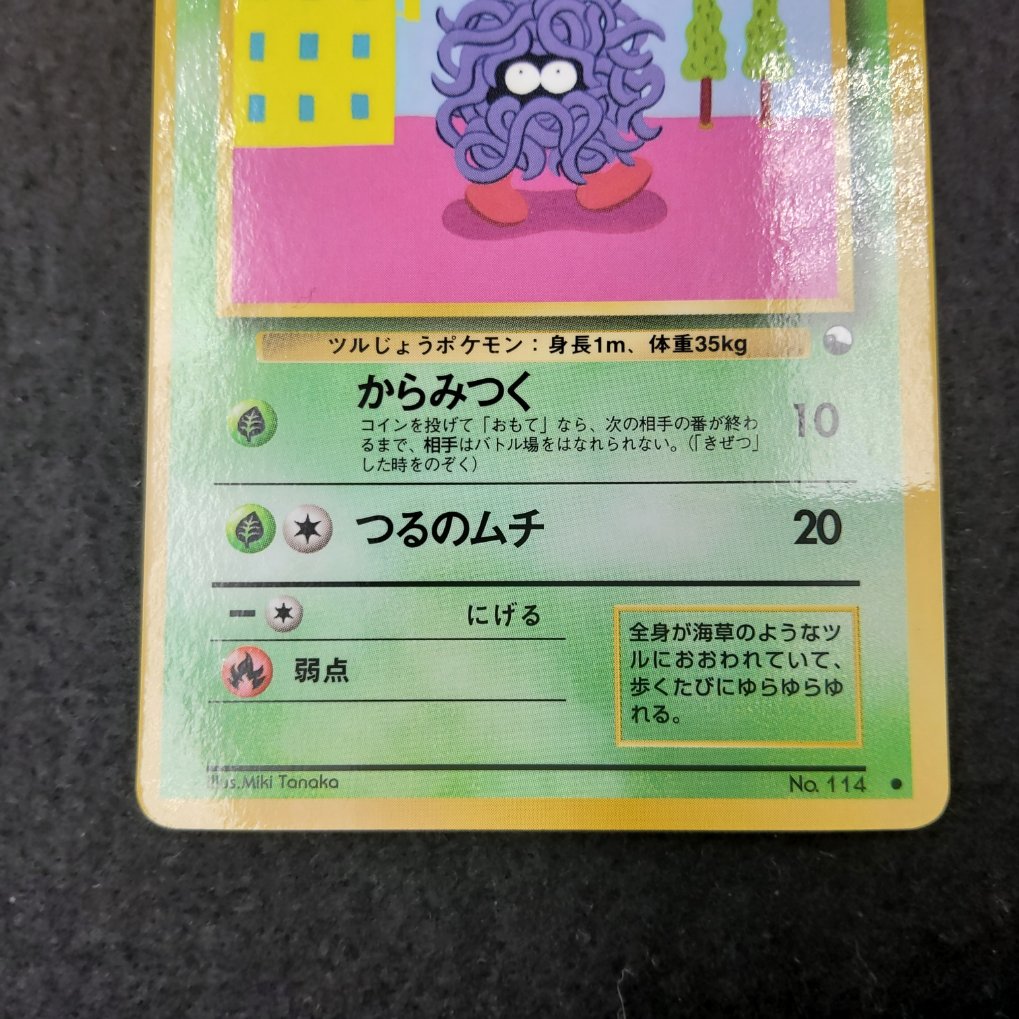 ツルじょうポケモン：身長1m、体重35kg
からみつく
10
コインを投げて「おもて」なら、次の相手の番が終わ
るまで、相手はバトル場をはなれられない。（「きぜつ」
した時をのぞく）
つるのムチ 20
にげる
弱点
全身が海草のようなツ
ルにおおわれていて、
歩くたびにゆらゆらゆ
れる。
Illus.Miki Tanaka
No. 114 ●